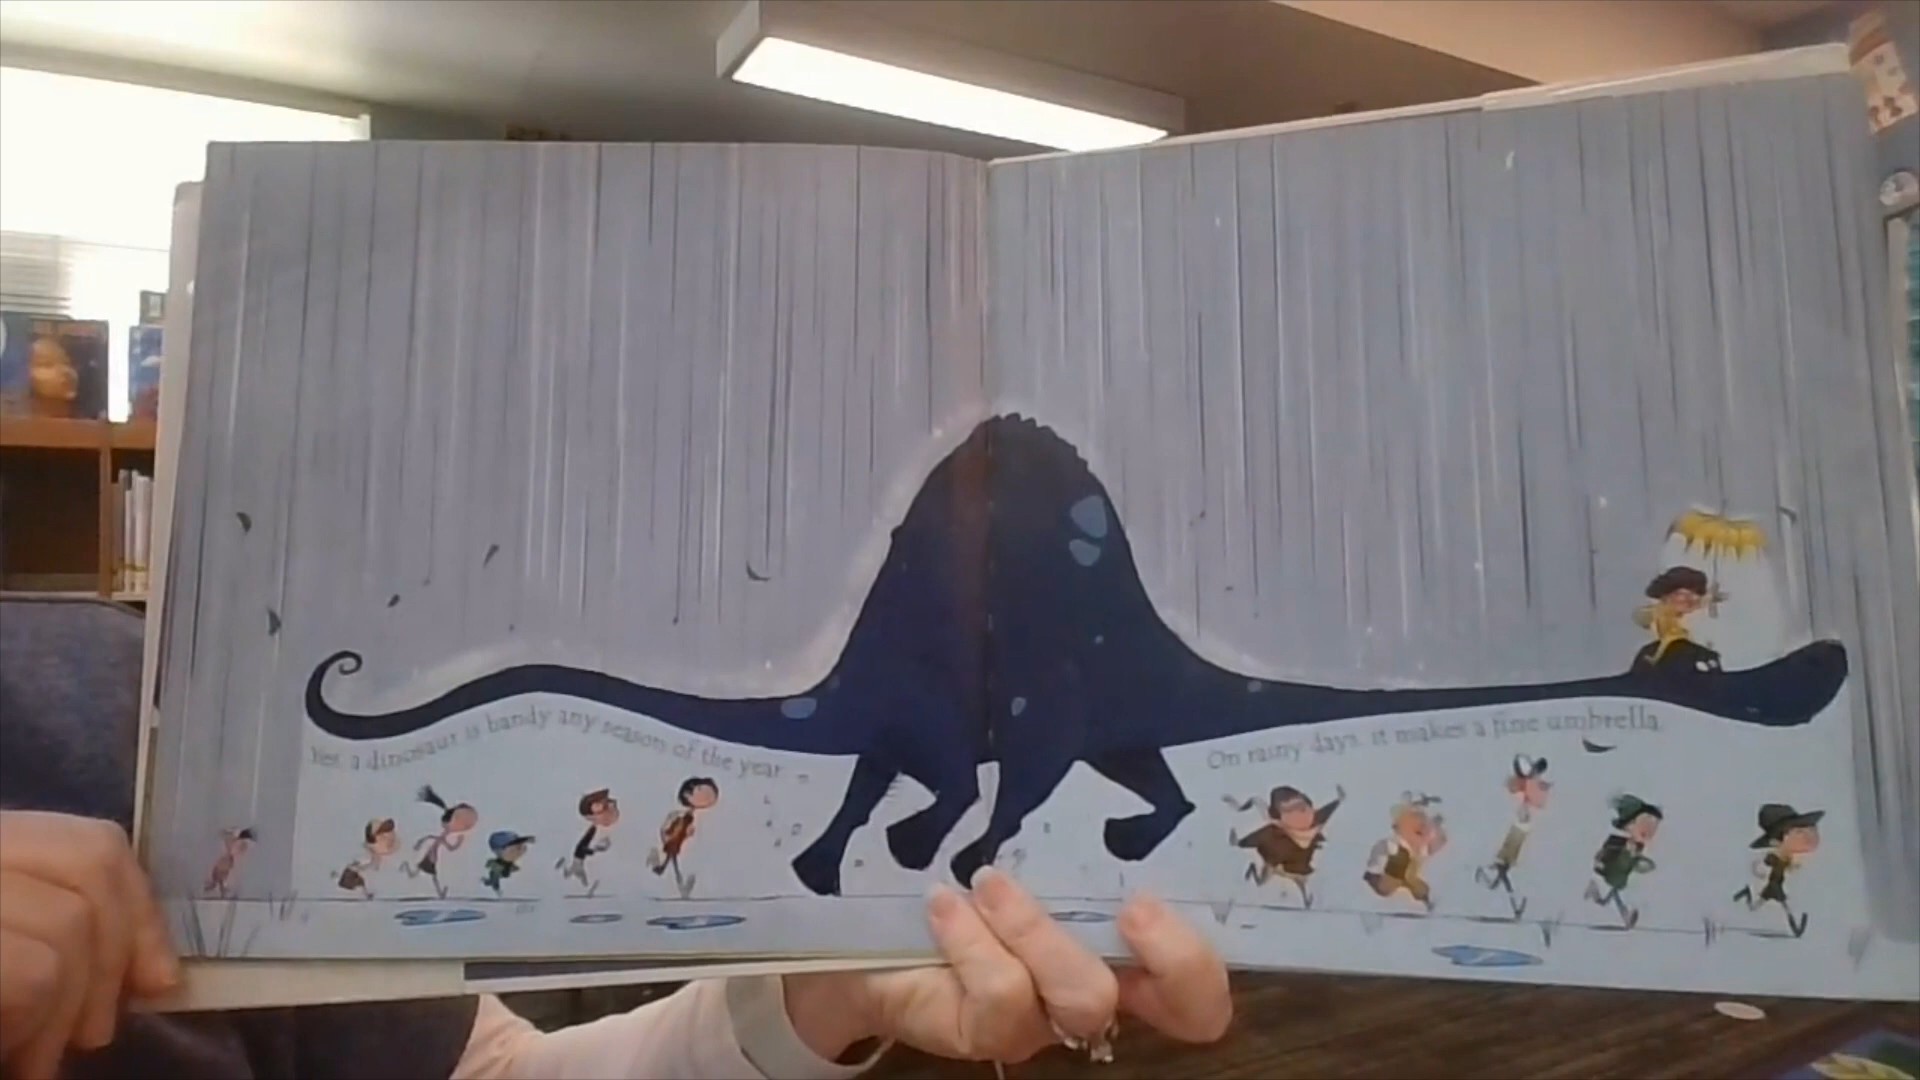 Yes, a dinosaur is handy any season of the year.
On rainy days, it makes a fine umbrella.